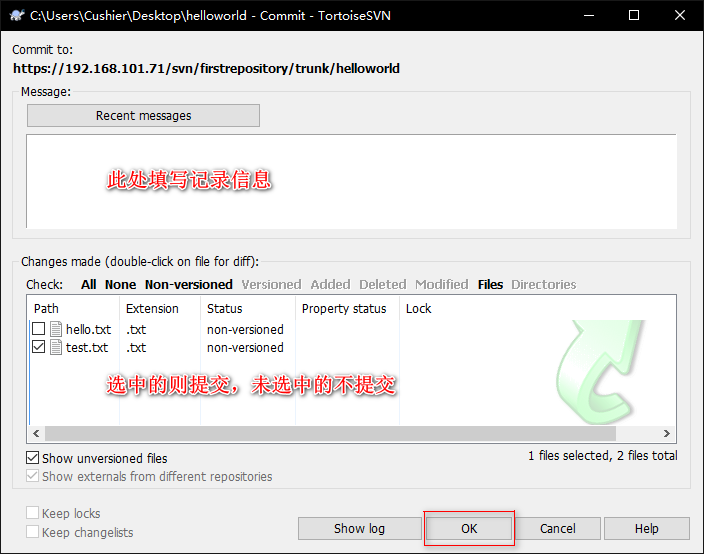 C:\Users\Cushier\Desktop\helloworld - Commit - TortoiseSVN
Commit to:
https://192.168.101.71/svn/firstrepository/trunk/helloworld
Message:
Recent messages
此处填写记录信息
Changes made (double-click on file for diff):
Check: All None Non-versioned Versioned Added Deleted Modified Files Directories
Path Extension Status Property status Lock
hello.txt .txt non-versioned
test.txt .txt non-versioned
选中的则提交，未选中的不提交
Show unversioned files 1 files selected, 2 files total
Show externals from different repositories
Keep locks
Keep changelists
Show log OK Cancel Help